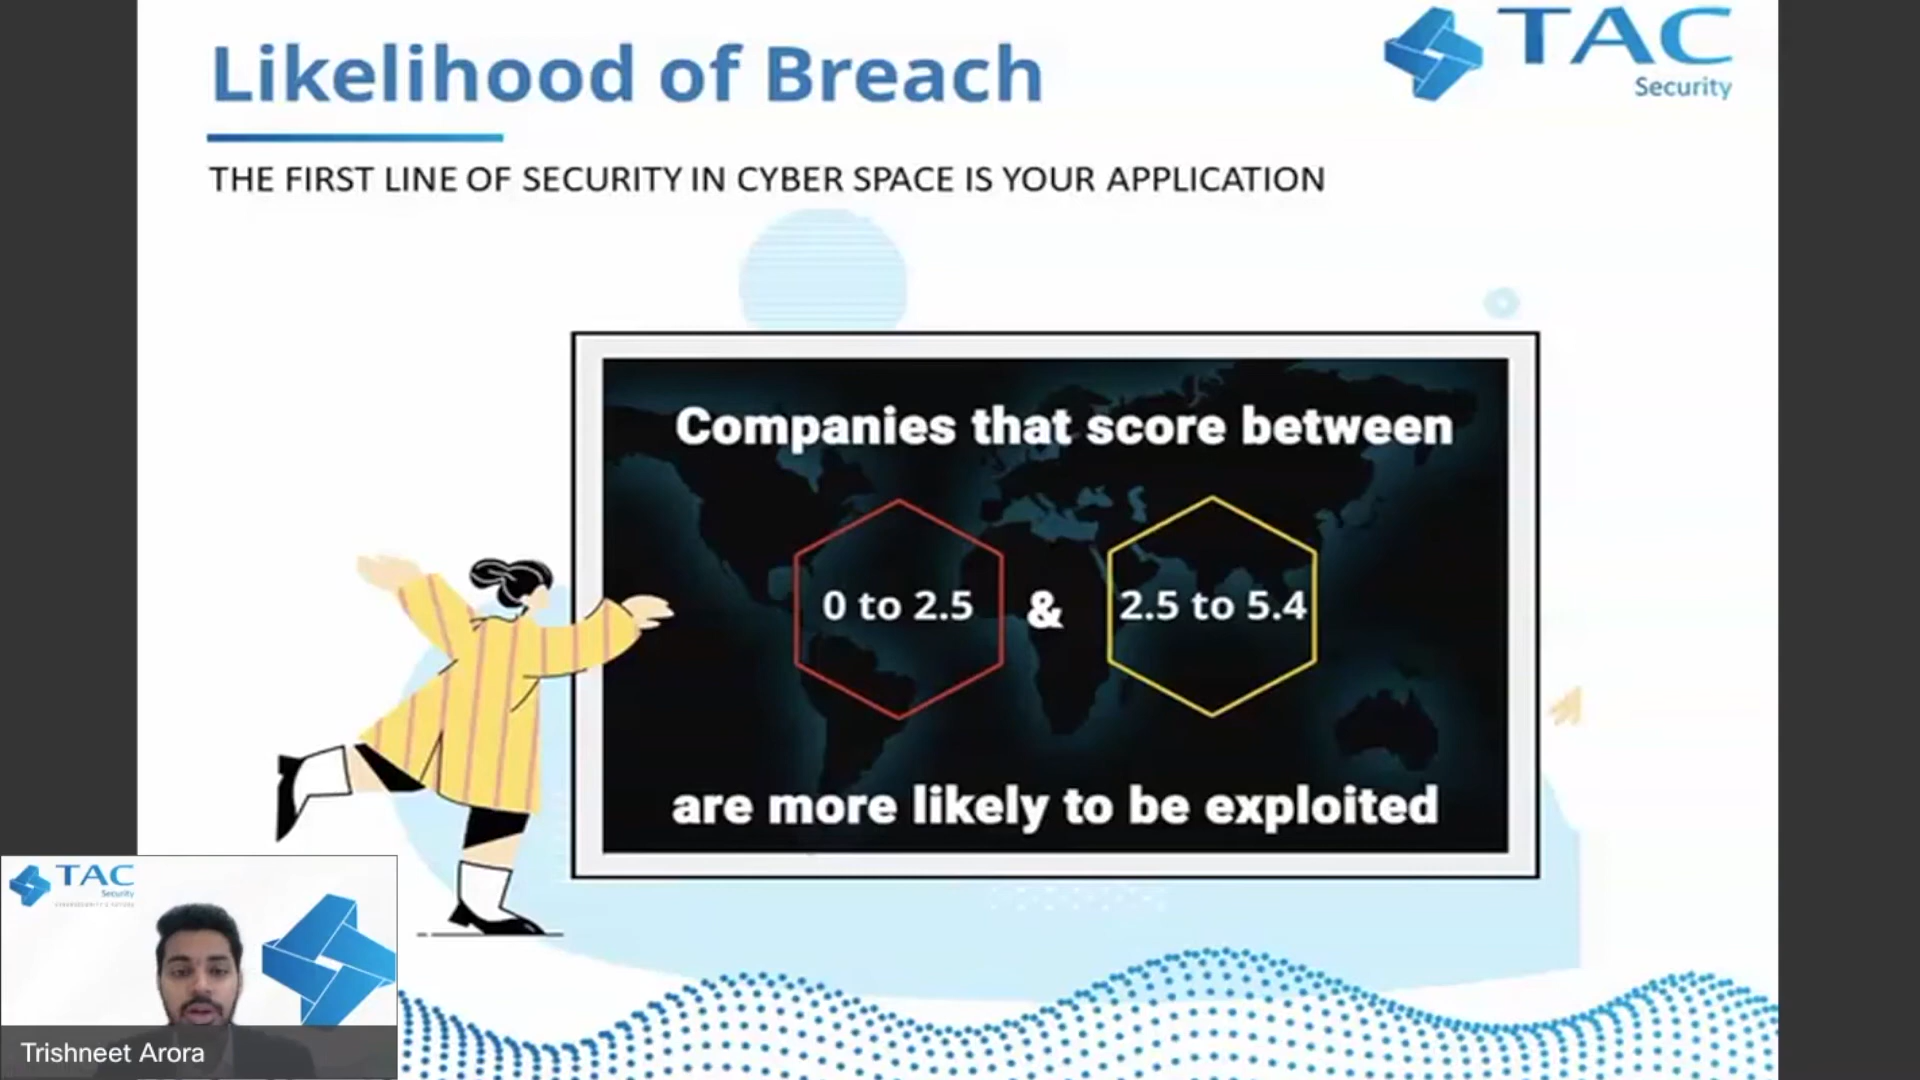 Likelihood of Breach
TAC
Security
THE FIRST LINE OF SECURITY IN CYBER SPACE IS YOUR APPLICATION
Companies that score between
0 to 2.5
&
2.5 to 5.4
are more likely to be exploited
TAC
Security
Trishneet Arora